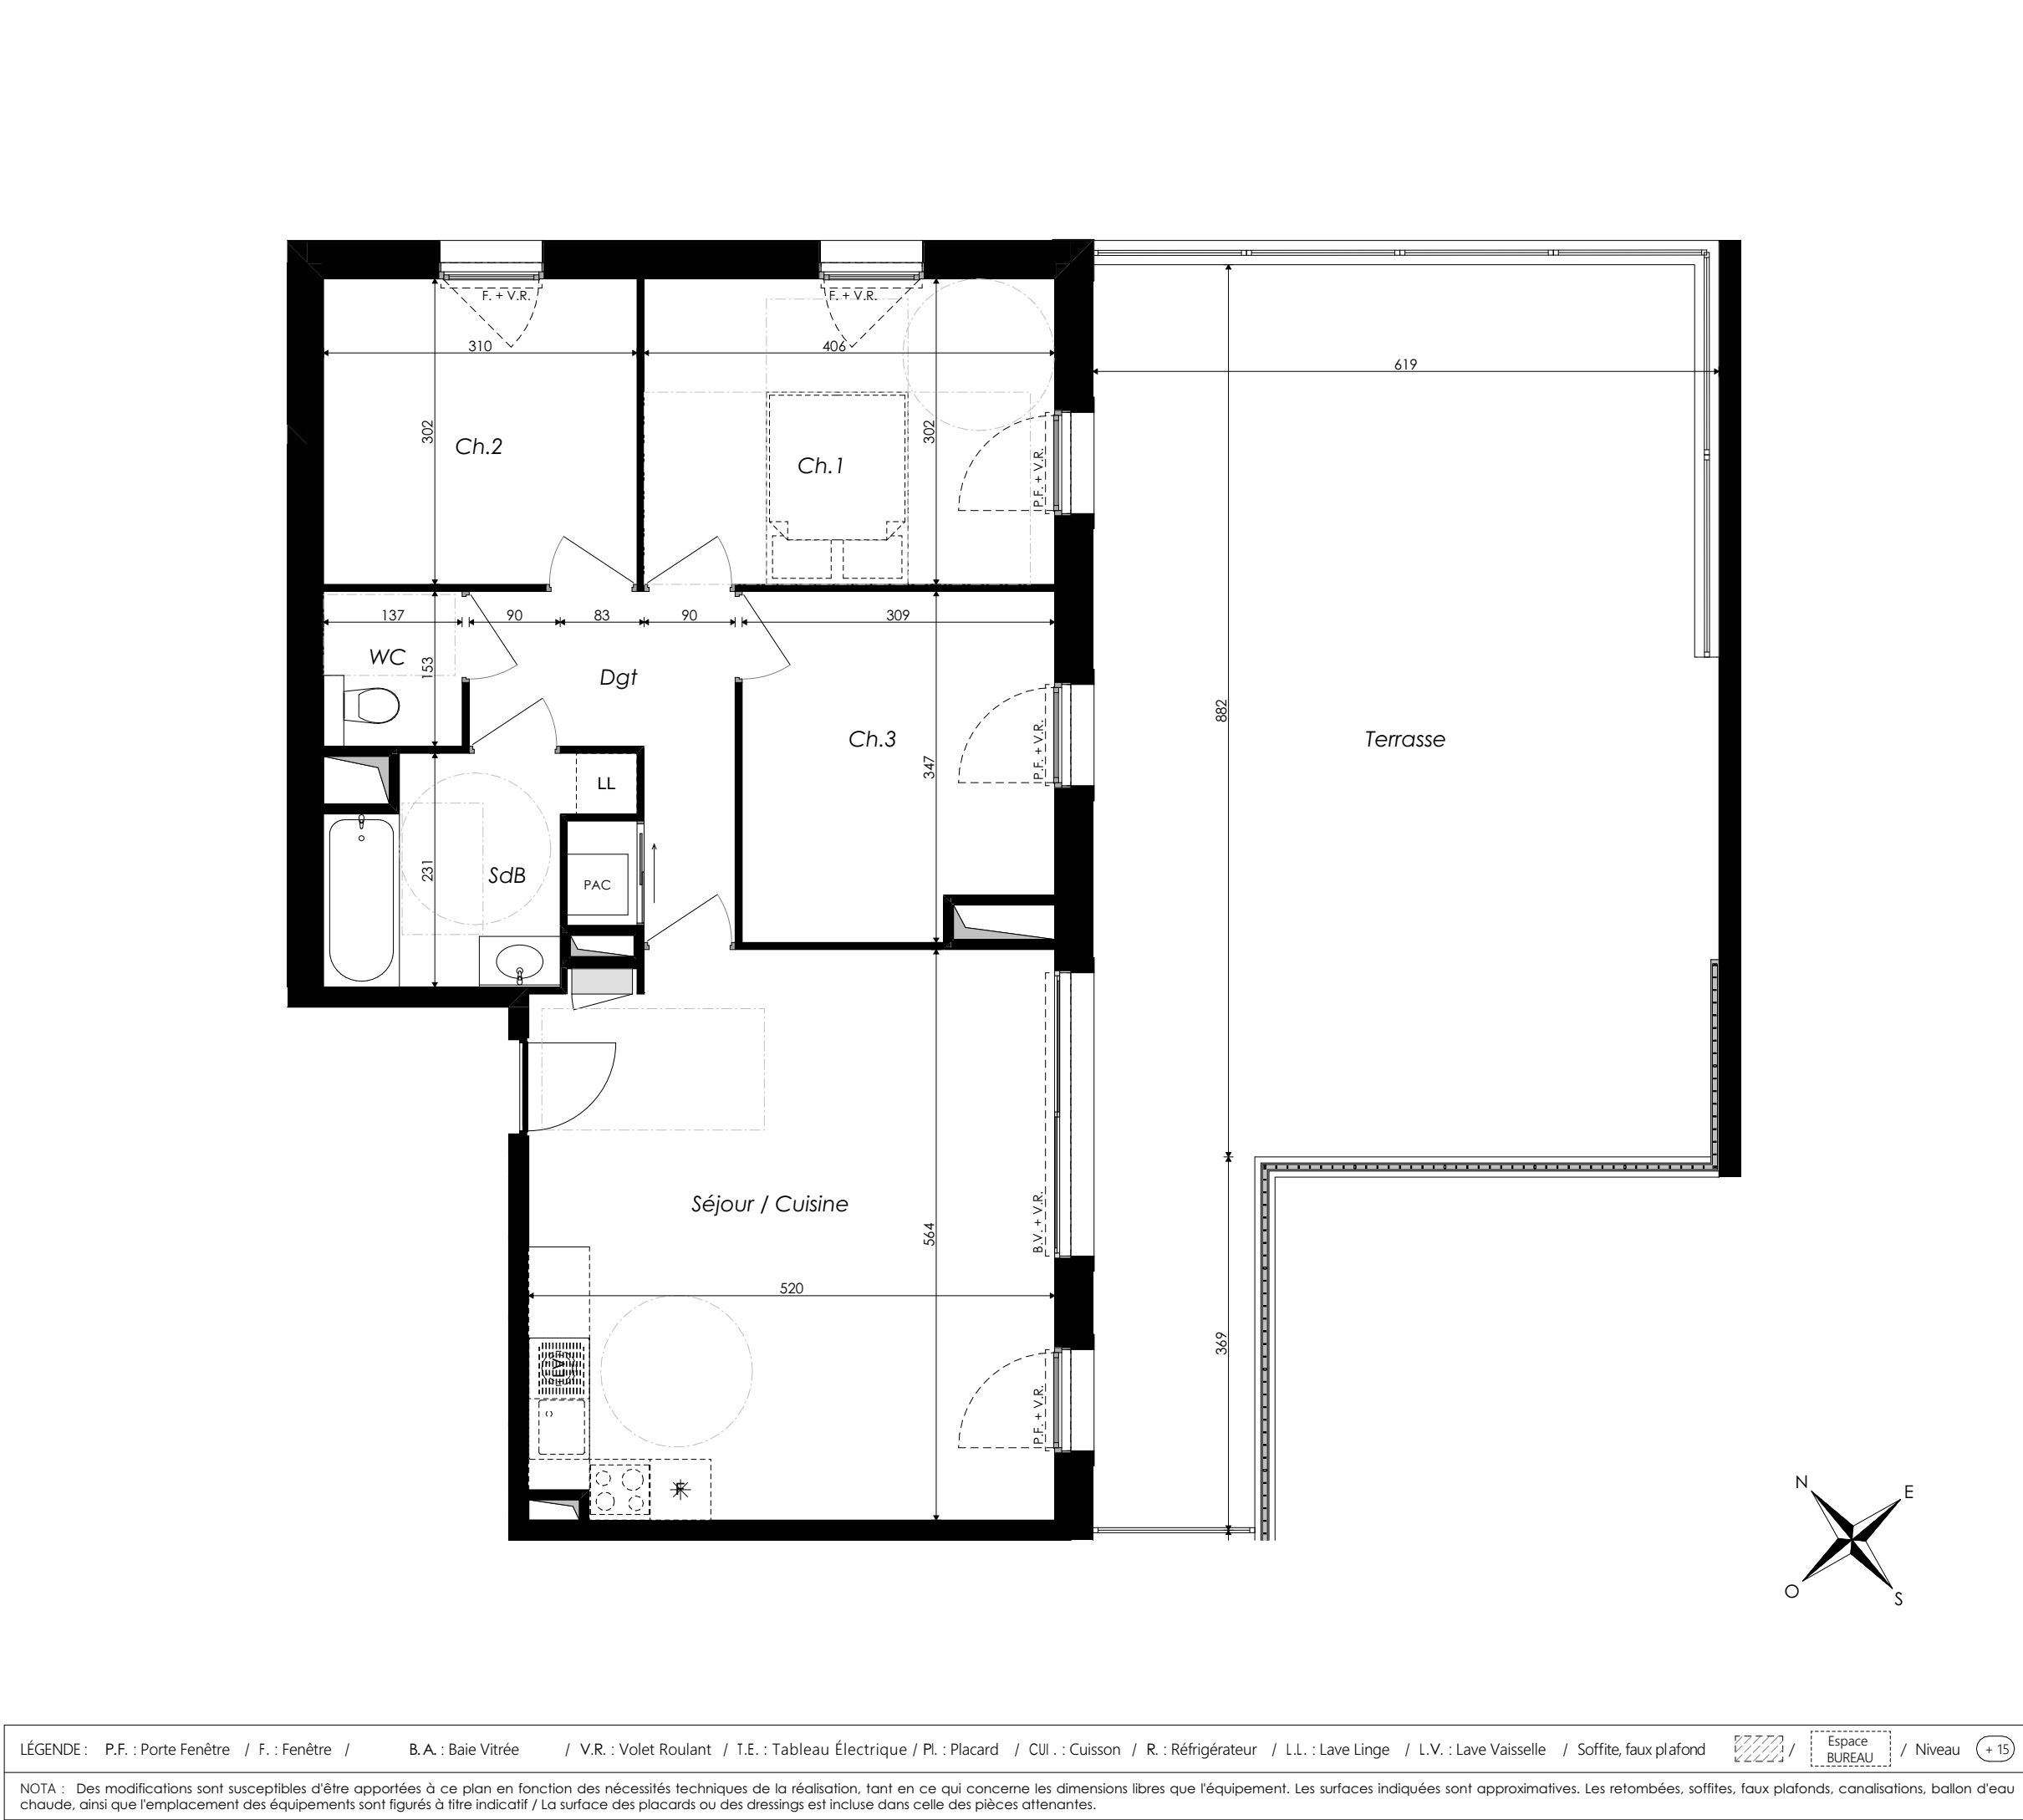 F. + V.R.
F. + V.R.
310
406
619
302
302
Ch.2
Ch.1
P.F. + V.R.
137
90
83
90
309
WC
153
Dgt
Ch.3
347
P.F. + V.R.
882
Terrasse
LL
PAC
231
SdB
Séjour / Cuisine
B.V. + V.R.
564
520
369
P.F. + V.R.
F
N
E
O
S
LÉGENDE : P.F. : Porte Fenêtre / F. : Fenêtre / B.A. : Baie Vitrée / V.R. : Volet Roulant / T.E. : Tableau Électrique / Pl. : Placard / CUI. : Cuisson / R. : Réfrigérateur / L.L. : Lave Linge / L.V. : Lave Vaisselle / Soffite, faux plafond / Espace BUREAU / Niveau + 15
NOTA : Des modifications sont susceptibles d'être apportées à ce plan en fonction des nécessités techniques de la réalisation, tant en ce qui concerne les dimensions libres que l'équipement. Les surfaces indiquées sont approximatives. Les retombées, soffites, faux plafonds, canalisations, ballon d'eau
chaude, ainsi que l'emplacement des équipements sont figurés à titre indicatif / La surface des placards ou des dressings est incluse dans celle des pièces attenantes.